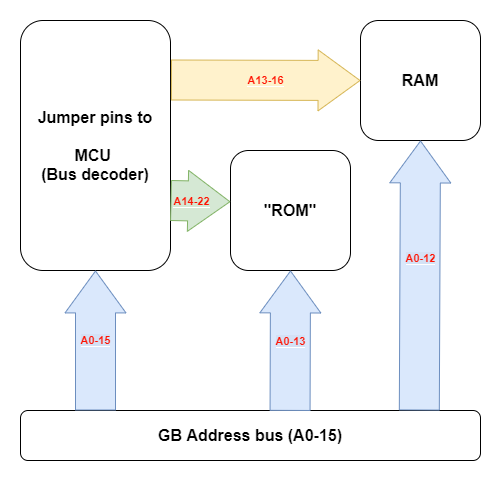 Jumper pins to
MCU
(Bus decoder)
A13-16
RAM
A14-22
"ROM"
A0-15
A0-13
A0-12
GB Address bus (A0-15)